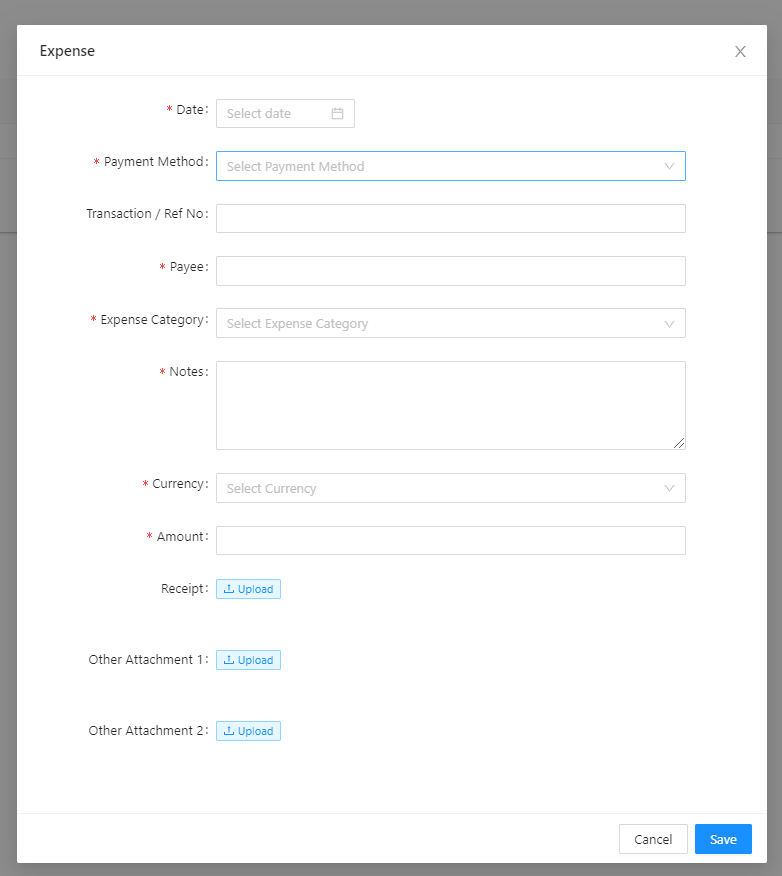 Expense
* Date:
Select date
* Payment Method:
Select Payment Method
Transaction / Ref No:
* Payee:
* Expense Category:
Select Expense Category
* Notes:
* Currency:
Select Currency
* Amount:
Receipt:
Upload
Other Attachment 1:
Upload
Other Attachment 2:
Upload
Cancel
Save